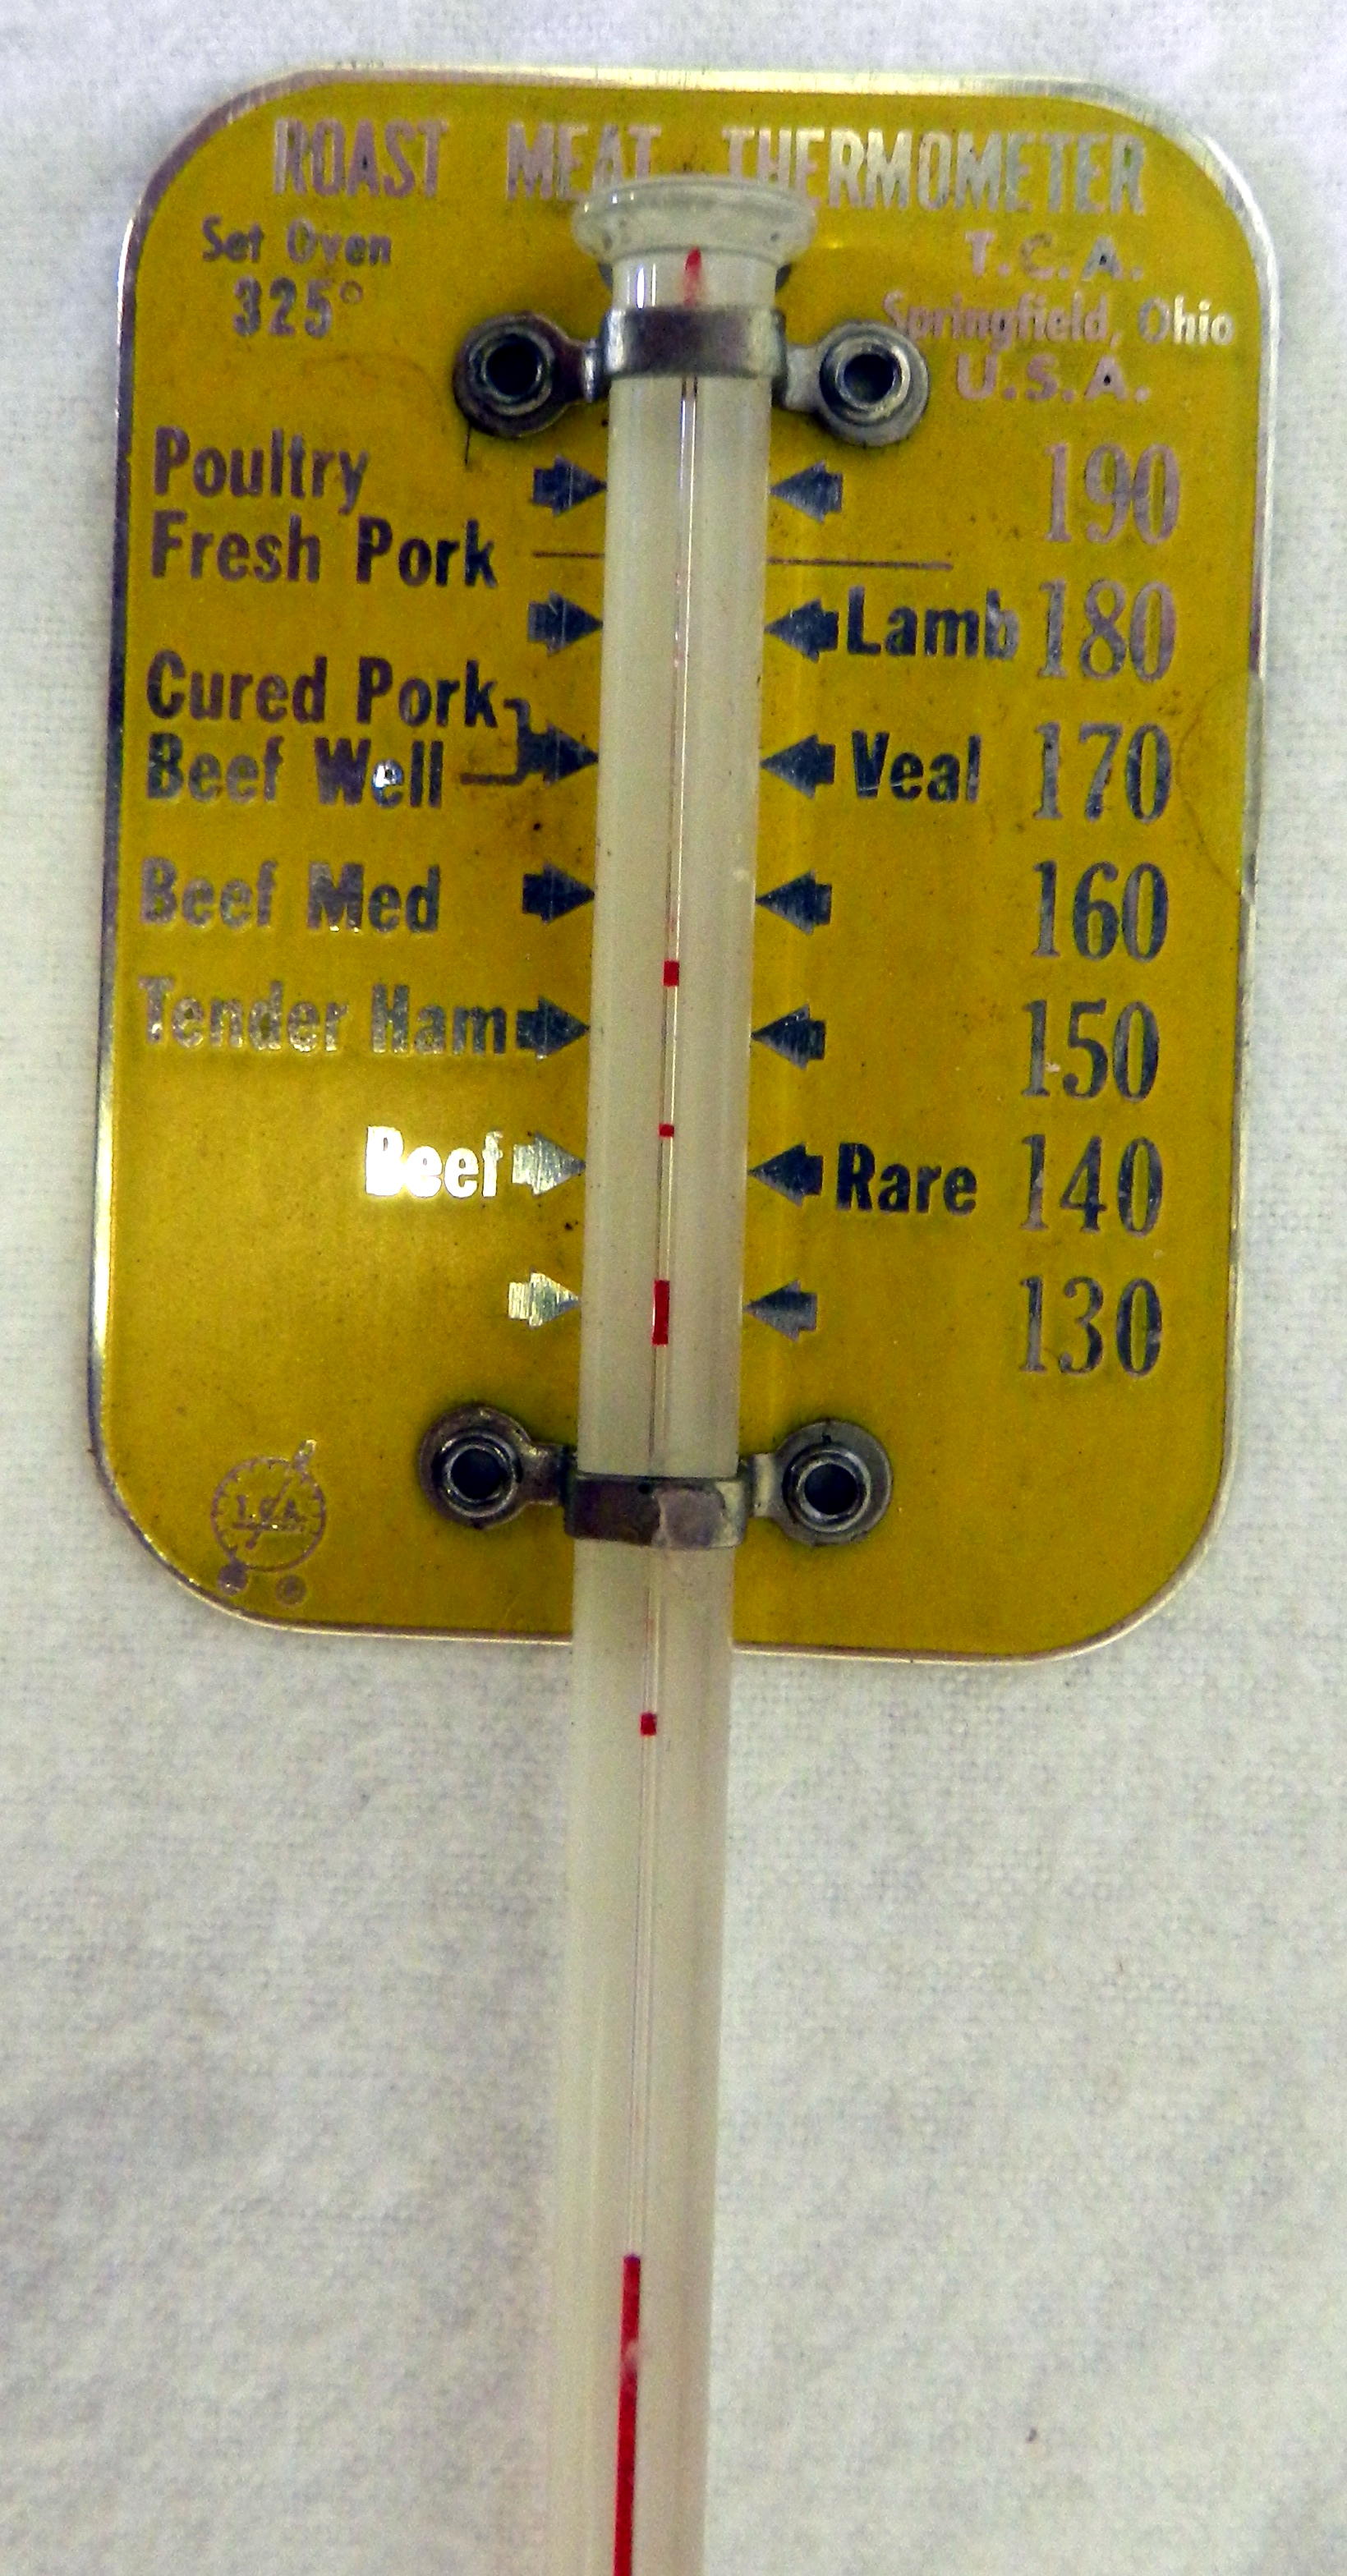 ROAST MEAT THERMOMETER
Set Oven
325°
T.C.A.
Springfield, Ohio
U.S.A.
Poultry
190
Fresh Pork
Lamb 180
Cured Pork
Beef Well
Veal 170
Beef Med
160
Tender Ham
150
Beef Rare 140
130
T.C.A.